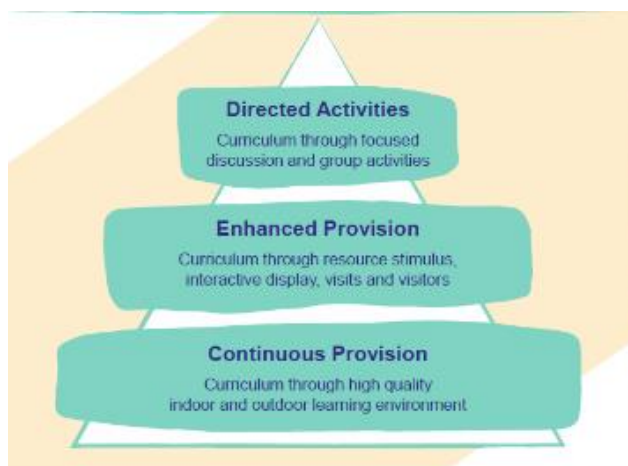 Directed Activities
Curriculum through focused
discussion and group activities
Enhanced Provision
Curriculum through resource stimulus,
interactive display, visits and visitors
Continuous Provision
Curriculum through high quality
indoor and outdoor learning environment